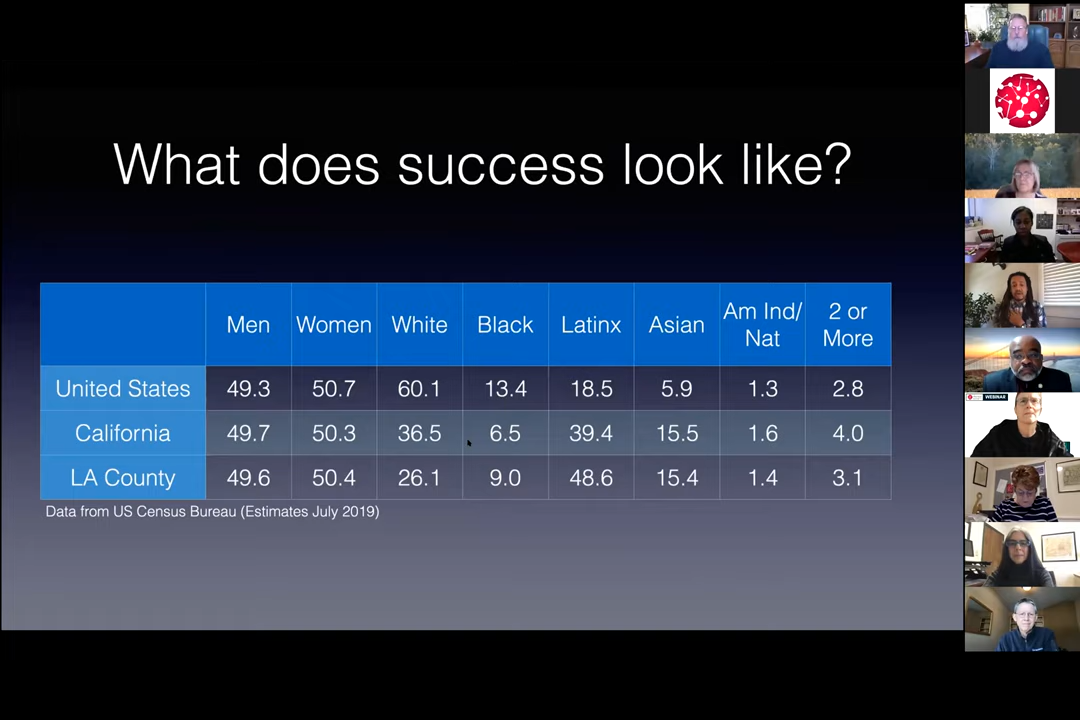 What does success look like?
Men Women White Black Latinx Asian Am Ind/ Nat 2 or More
United States 49.3 50.7 60.1 13.4 18.5 5.9 1.3 2.8
California 49.7 50.3 36.5 6.5 39.4 15.5 1.6 4.0
LA County 49.6 50.4 26.1 9.0 48.6 15.4 1.4 3.1
Data from US Census Bureau (Estimates July 2019)
WEBINAR